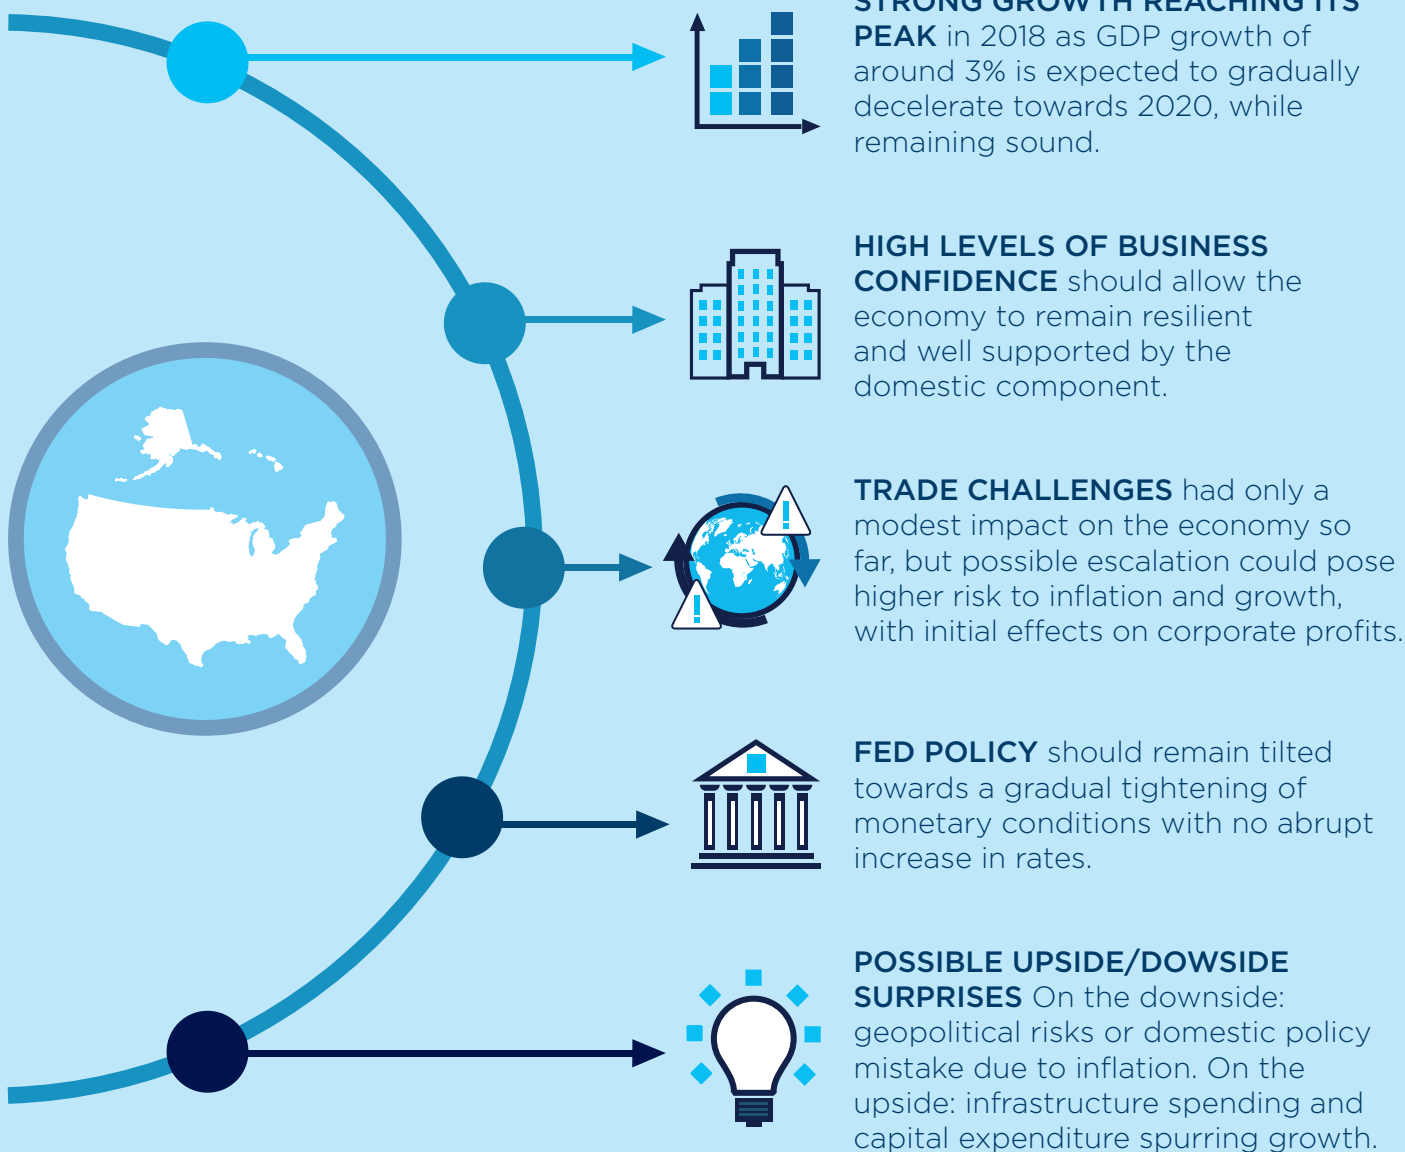 STRONG GROWTH REACHING ITS
PEAK in 2018 as GDP growth of
around 3% is expected to gradually
decelerate towards 2020, while
remaining sound.
HIGH LEVELS OF BUSINESS
CONFIDENCE should allow the
economy to remain resilient
and well supported by the
domestic component.
TRADE CHALLENGES had only a
modest impact on the economy so
far, but possible escalation could pose
higher risk to inflation and growth,
with initial effects on corporate profits.
FED POLICY should remain tilted
towards a gradual tightening of
monetary conditions with no abrupt
increase in rates.
POSSIBLE UPSIDE/DOWSIDE
SURPRISES On the downside:
geopolitical risks or domestic policy
mistake due to inflation. On the
upside: infrastructure spending and
capital expenditure spurring growth.